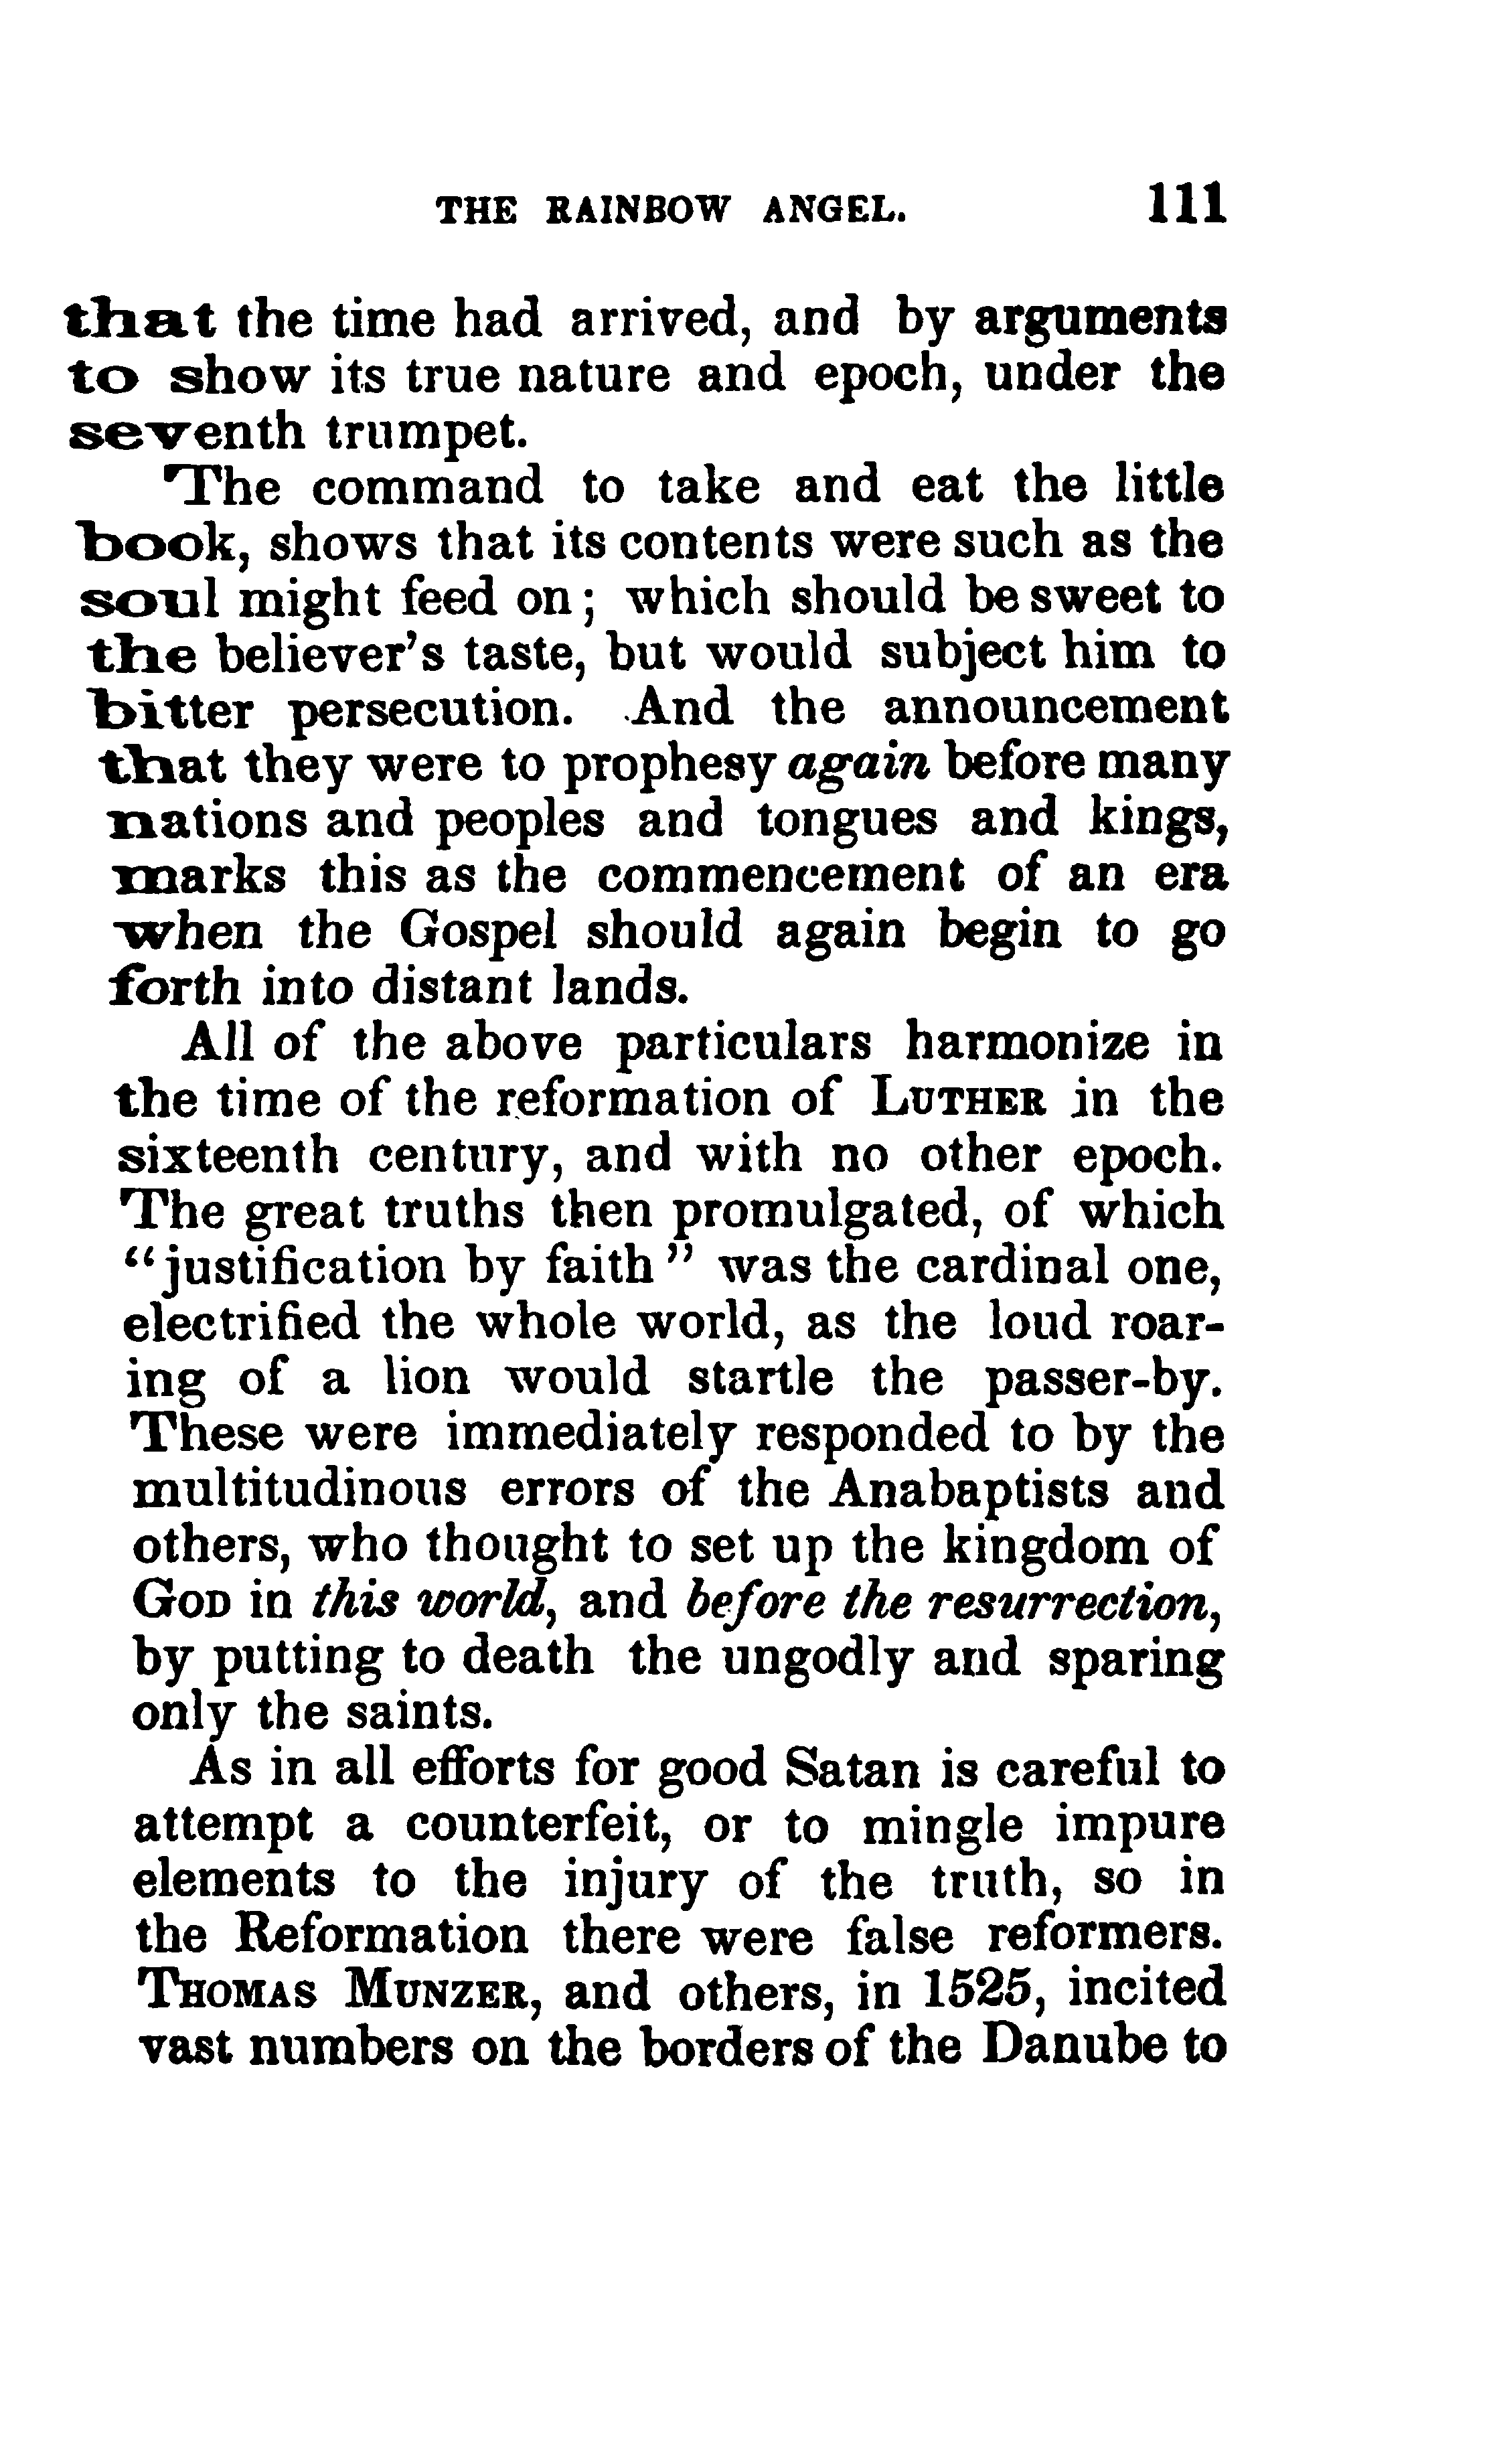 THE RAINBOW ANGEL. 111
that the time had arrived, and by arguments
to show its true nature and epoch, under the
seventh trumpet.
The command to take and eat the little
book, shows that its contents were such as the
soul might feed on; which should be sweet to
the believer's taste, but would subject him to
bitter persecution. And the announcement
that they were to prophesy again before many
nations and peoples and tongues and kings,
marks this as the commencement of an era
when the Gospel should again begin to go
forth into distant lands.
All of the above particulars harmonize in
the time of the reformation of LUTHER in the
sixteenth century, and with no other epoch.
The great truths then promulgated, of which
"justification by faith" was the cardinal one,
electrified the whole world, as the loud roar-
ing of a lion would startle the passer-by.
These were immediately responded to by the
multitudinous errors of the Anabaptists and
others, who thought to set up the kingdom of
GOD in this world, and before the resurrection,
by putting to death the ungodly and sparing
only the saints.
As in all efforts for good Satan is careful to
attempt a counterfeit, or to mingle impure
elements to the injury of the truth, so in
the Reformation there were false reformers.
THOMAS MUNZER, and others, in 1525, incited
vast numbers on the borders of the Danube to